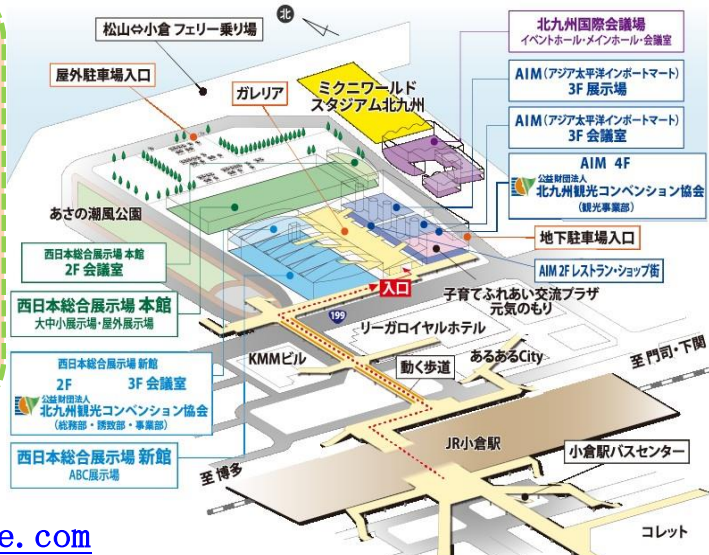 北
松山⇔小倉 フェリー乗り場
屋外駐車場入口
ガレリア
ミクニワールド
スタジアム北九州
北九州国際会議場
イベントホール・メインホール・会議室
AIM(アジア太平洋インポートマート)
3F 展示場
AIM(アジア太平洋インポートマート)
3F 会議室
AIM 4F
公益財団法人
北九州観光コンベンション協会
(観光事業部)
地下駐車場入口
AIM 2F レストラン・ショップ街
あさの潮風公園
西日本総合展示場 本館
2F 会議室
西日本総合展示場 本館
大中小展示場・屋外展示場
入口
子育てふれあい交流プラザ
元気のもり
199
リーガロイヤルホテル
西日本総合展示場 新館
2F 3F 会議室
公益財団法人
北九州観光コンベンション協会
(総務部・誘致部・事業部)
KMMビル
動く歩道
あるあるCity
至 門司・下関
西日本総合展示場 新館
ABC展示場
至 博多
JR小倉駅
小倉駅バスセンター
コレット
e.com